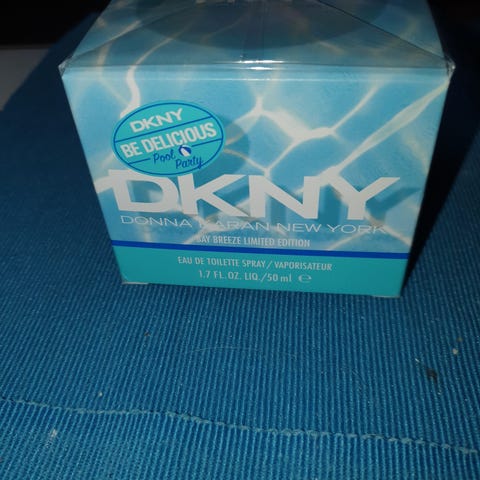 DKNY
BE DELICIOUS
Pool
Party
DKNY
DONNA KARAN NEW YORK
BAY BREEZE LIMITED EDITION
EAU DE TOILETTE SPRAY/VAPORISATEUR
1.7 FL. OZ. LIQ./50 ml ℮